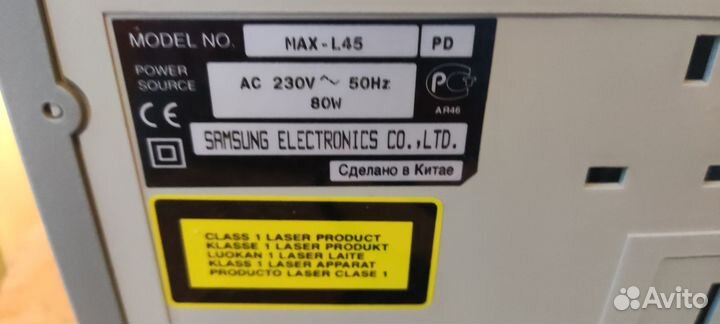 MODEL NO. MAX-L45 PD
POWER SOURCE AC 230V ~ 50Hz 80W
CE
PC
АЯ46
SAMSUNG ELECTRONICS CO.,LTD.
Сделано в Китае
CLASS 1 LASER PRODUCT
KLASSE 1 LASER PRODUKT
LUOKAN 1 LASER LAITE
KLASS 1 LASER APPARAT
PRODUCTO LASER CLASE 1
Avito